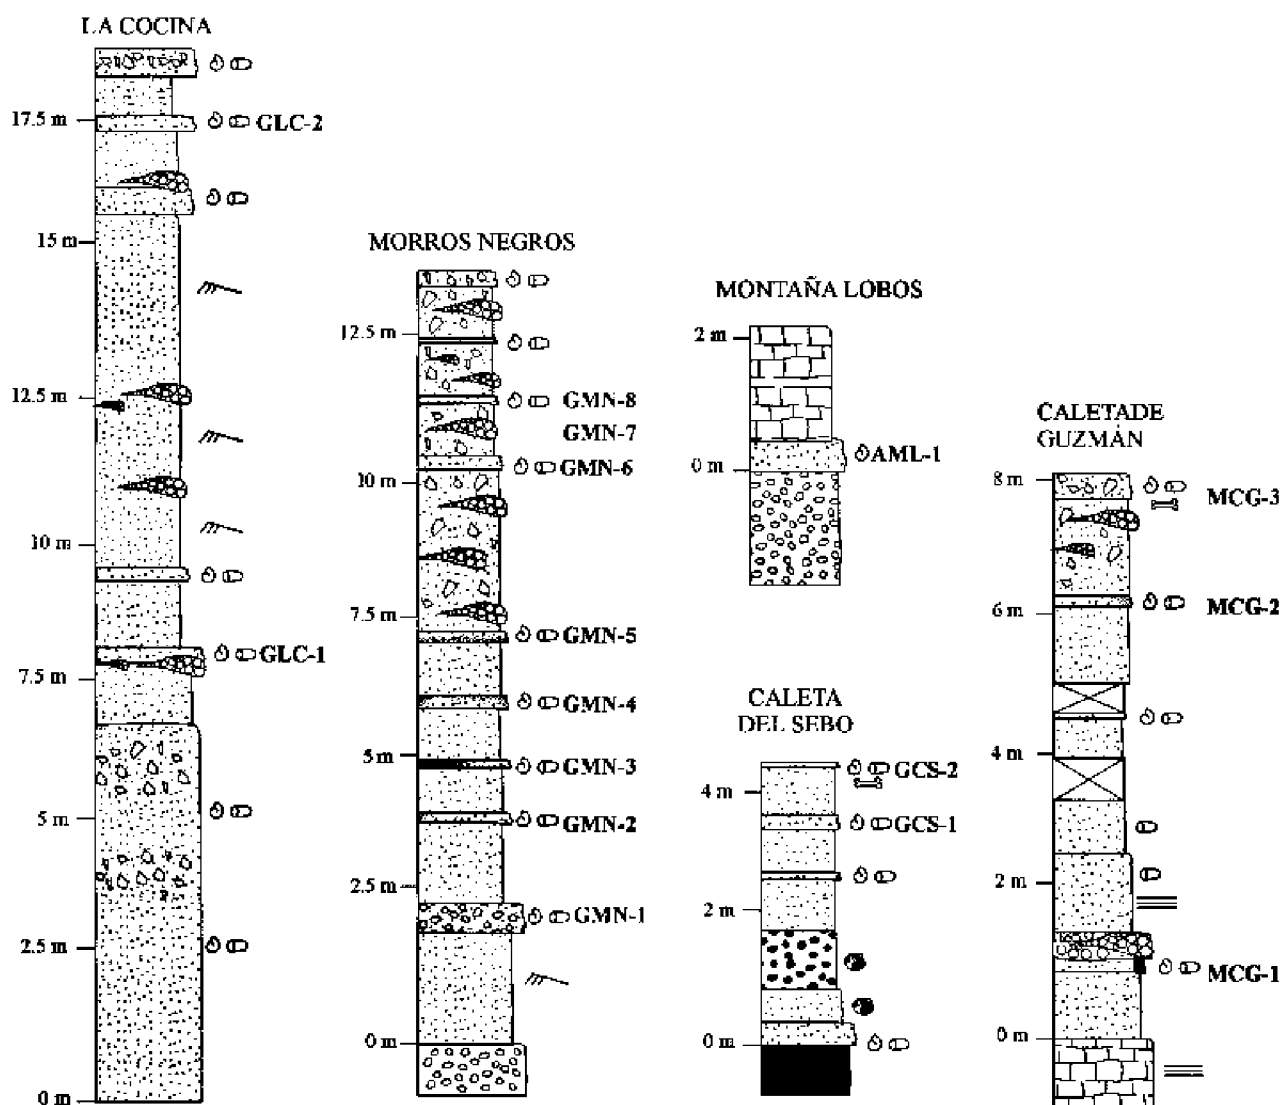 LA COCINA
17.5 m
GLC-2
15 m
12.5 m
10 m
GLC-1
7.5 m
5 m
2.5 m
0 m
MORROS NEGROS
12.5 m
GMN-8
GMN-7
GMN-6
10 m
7.5 m
GMN-5
GMN-4
5 m
GMN-3
GMN-2
2.5 m
GMN-1
0 m
MONTAÑA LOBOS
2 m
AML-1
0 m
CALETA
DEL SEBO
GCS-2
4 m
GCS-1
2 m
0 m
CALETADE
GUZMÁN
8 m
MCG-3
MCG-2
6 m
4 m
2 m
MCG-1
0 m